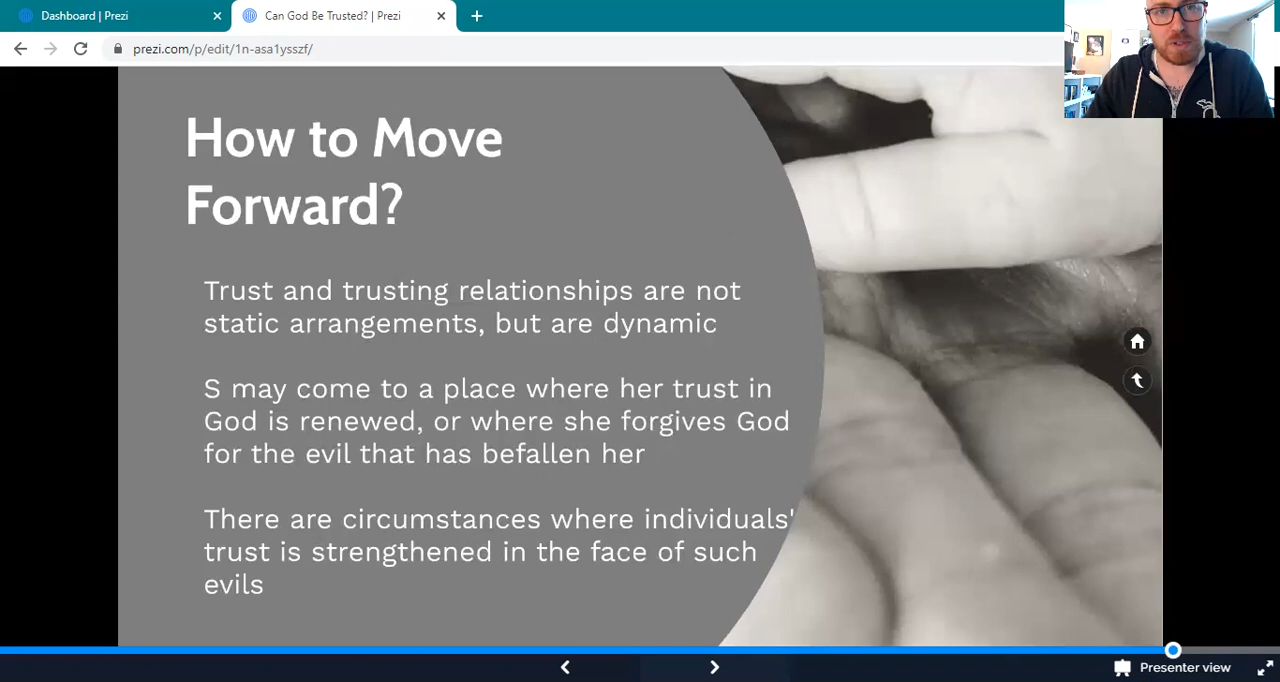 Dashboard | Prezi
Can God Be Trusted? | Prezi
prezi.com/p/edit/1n-asa1ysszf/
How to Move
Forward?
Trust and trusting relationships are not
static arrangements, but are dynamic
S may come to a place where her trust in
God is renewed, or where she forgives God
for the evil that has befallen her
There are circumstances where individuals'
trust is strengthened in the face of such
evils
Presenter view